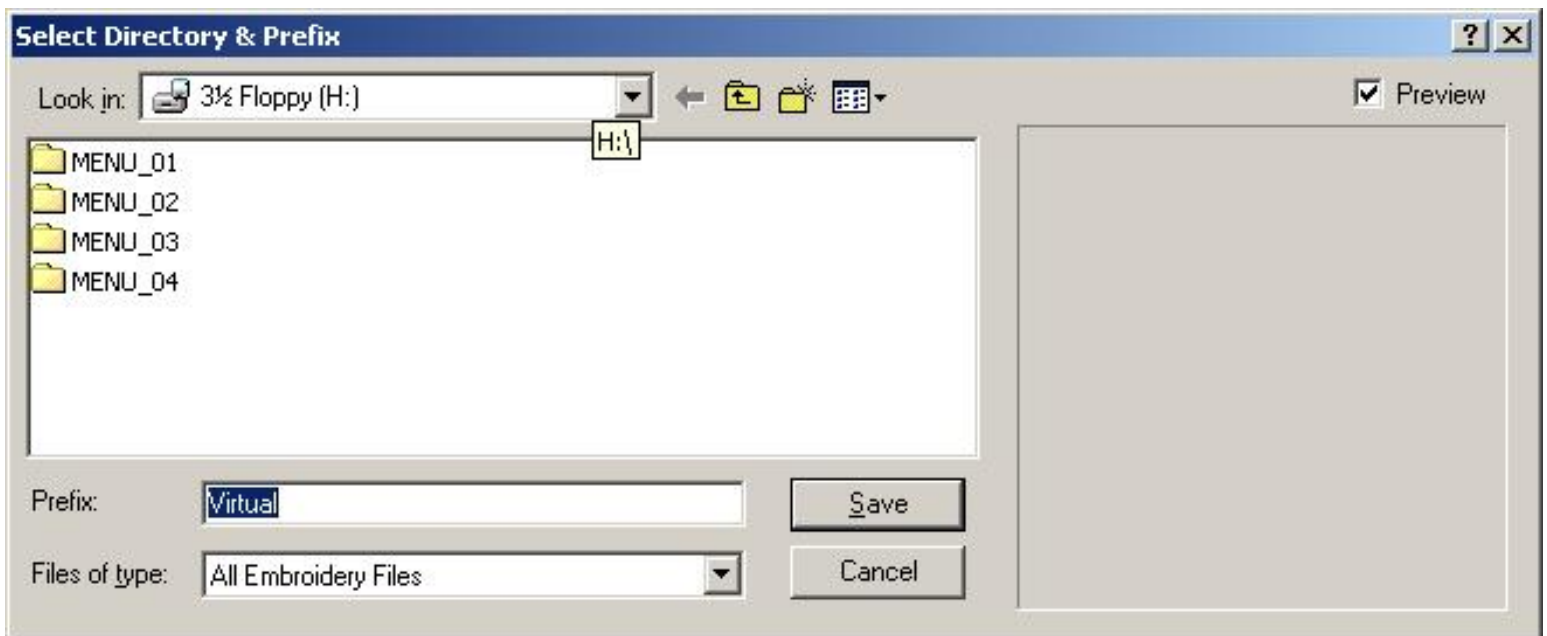 Select Directory & Prefix
Look in: 3½ Floppy (H:)
Preview
H:\
MENU_01
MENU_02
MENU_03
MENU_04
Prefix: Virtual
Save
Files of type: All Embroidery Files
Cancel